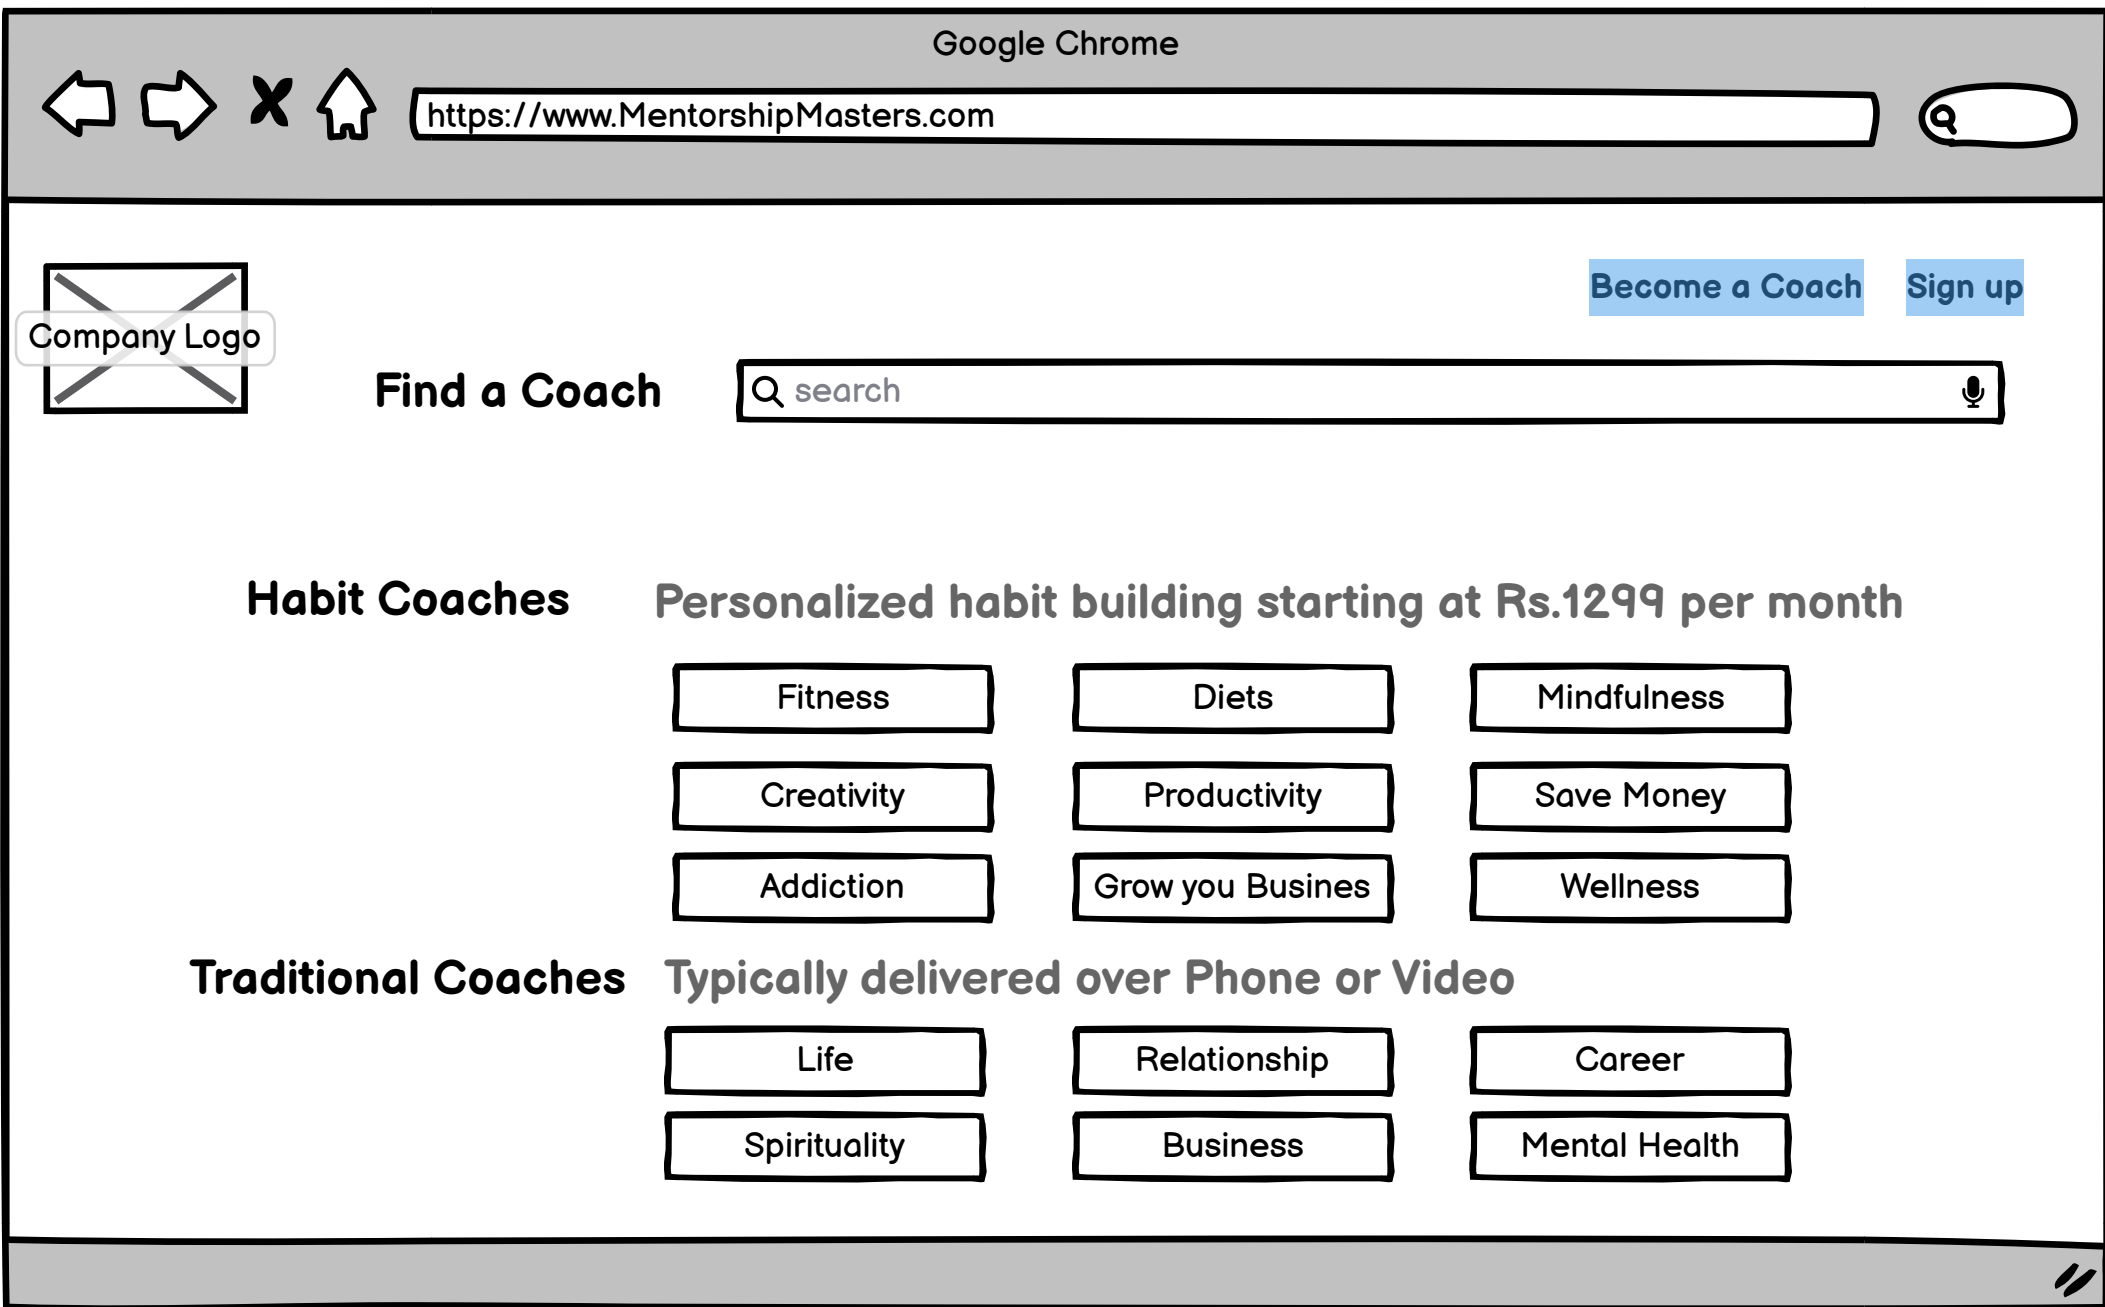 Google Chrome
https://www.MentorshipMasters.com
Become a Coach Sign up
Company Logo
Find a Coach search
Habit Coaches Personalized habit building starting at Rs.1299 per month
Fitness Diets Mindfulness
Creativity Productivity Save Money
Addiction Grow you Busines Wellness
Traditional Coaches Typically delivered over Phone or Video
Life Relationship Career
Spirituality Business Mental Health